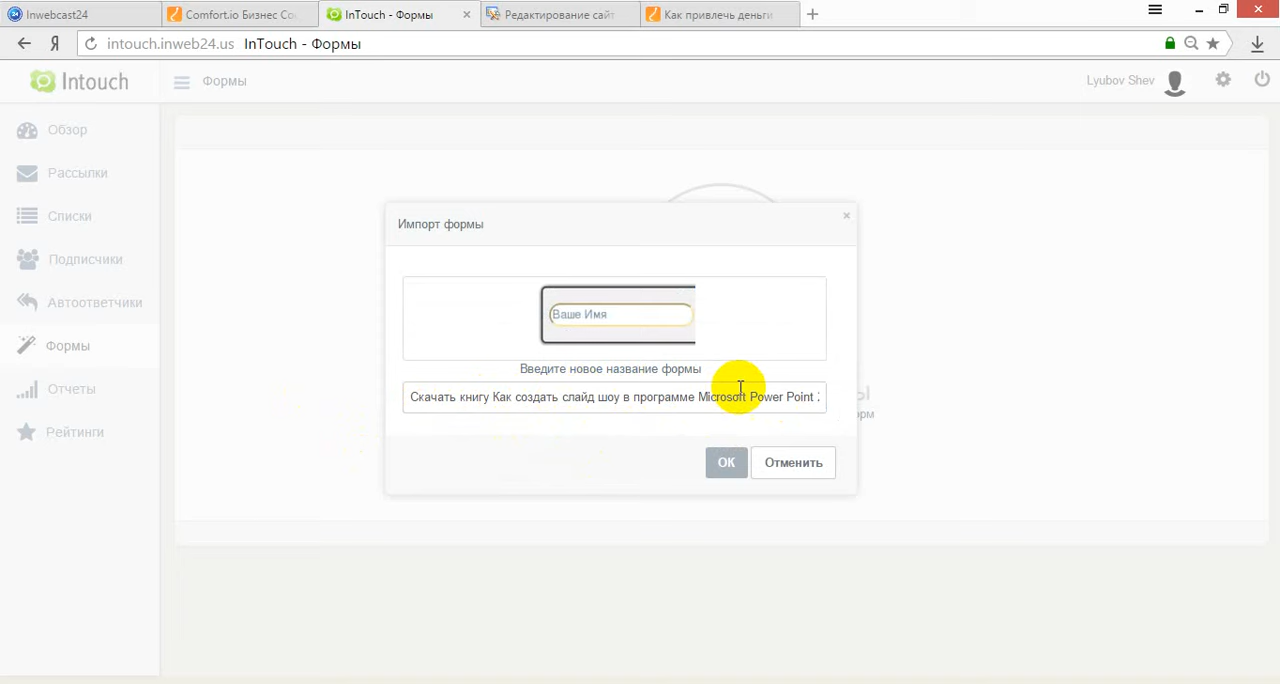 Inwebcast24
Comfort.io Бизнес Со
InTouch - Формы
Редактирование сайт
Как привлечь деньги
Я intouch.inweb24.us InTouch - Формы
Intouch
Формы
Lyubov Shev
Обзор
Рассылки
Списки
Подписчики
Автоответчики
Формы
Отчеты
Рейтинги
Импорт формы
Ваше Имя
Введите новое название формы
Скачать книгу Как создать слайд шоу в программе Microsoft Power Point
ОК
Отменить